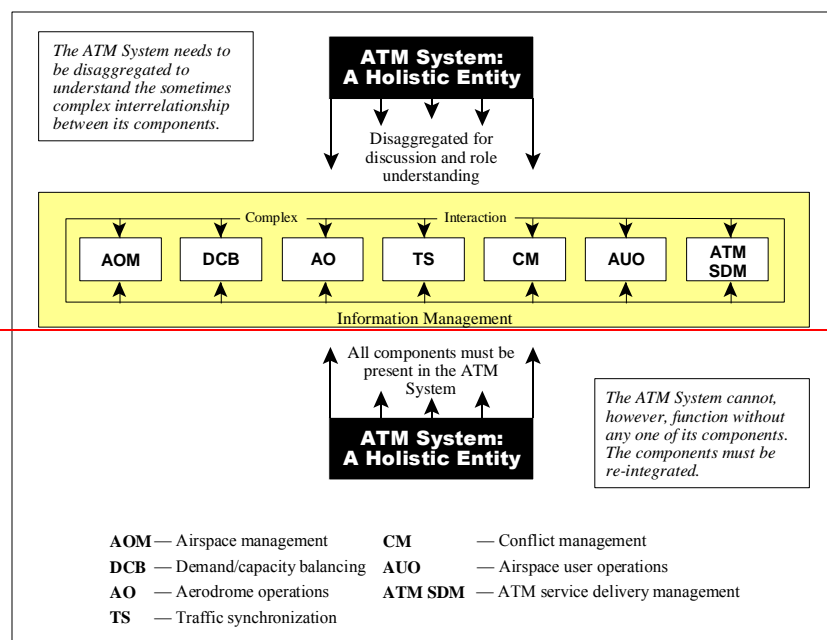 The ATM System needs to
be disaggregated to
understand the sometimes
complex interrelationship
between its components.
ATM System:
A Holistic Entity
Disaggregated for
discussion and role
understanding
Complex
Interaction
AOM
DCB
AO
TS
CM
AUO
ATM
SDM
Information Management
All components must be
present in the ATM
System
The ATM System cannot,
however, function without
any one of its components.
The components must be
re-integrated.
ATM System:
A Holistic Entity
AOM — Airspace management
DCB — Demand/capacity balancing
AO — Aerodrome operations
TS — Traffic synchronization
CM — Conflict management
AUO — Airspace user operations
ATM SDM — ATM service delivery management